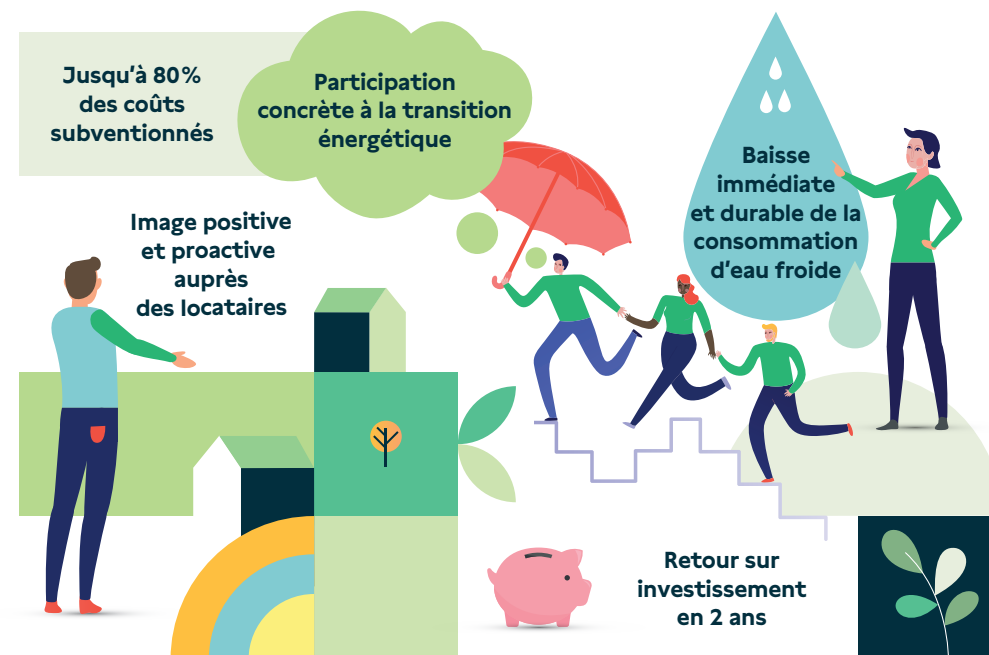 Jusqu'à 80%
des coûts
subventionnés
Participation
concrète à la transition
énergétique
Baisse
immédiate
et durable de la
consommation
d'eau froide
Image positive
et proactive
auprès
des locataires
Retour sur
investissement
en 2 ans